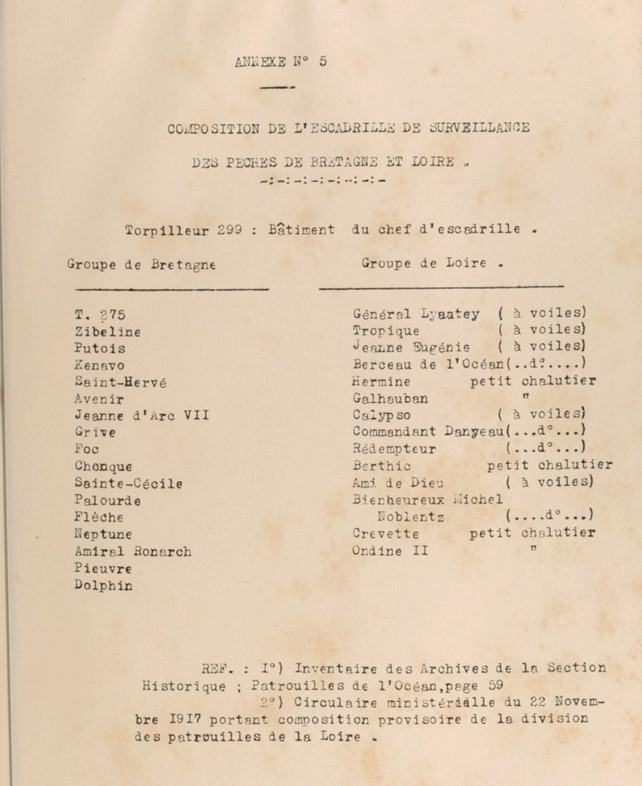 ANNEXE N° 5
COMPOSITION DE L'ESCADRILLE DE SURVEILLANCE
DES PECHES DE BRETAGNE ET LOIRE .
-:-:-:-:-:-:-:-
Torpilleur 299 : Bâtiment du chef d'escadrille .
Groupe de Bretagne
T. 275
Zibeline
Putois
Kenavo
Saint-Hervé
Avenir
Jeanne d'Arc VII
Grive
Foc
Chonque
Sainte-Cécile
Palourde
Flèche
Neptune
Amiral Ronarch
Pieuvre
Dolphin
Groupe de Loire .
Général Lyautey ( à voiles)
Tropique ( à voiles)
Jeanne Eugénie ( à voiles)
Berceau de l'Océan(..d°....)
Hermine petit chalutier
Galhauban "
Calypso ( à voiles)
Commandant Danyeau(...d°...)
Rédempteur (...d°...)
Berthic petit chalutier
Ami de Dieu ( à voiles)
Bienheureux Michel
Noblentz (....d°...)
Crevette petit chalutier
Ondine II "
REF. : I°) Inventaire des Archives de la Section
Historique ; Patrouilles de l'Océan,page 59
2°) Circulaire ministérielle du 22 Novem-
bre I9I7 portant composition provisoire de la division
des patrouilles de la Loire .